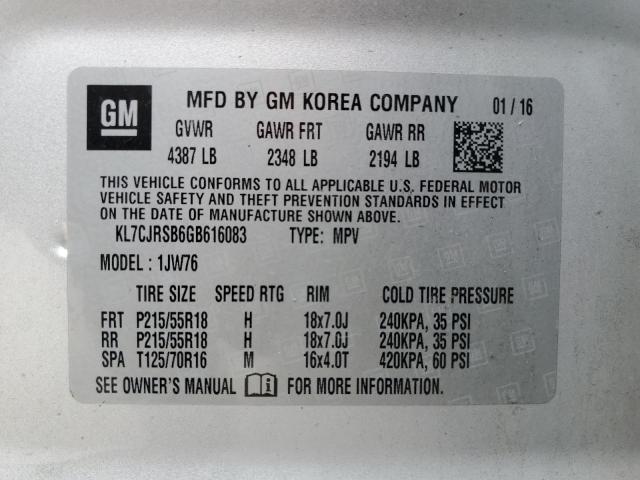 GM MFD BY GM KOREA COMPANY 01 / 16
GVWR GAWR FRT GAWR RR
4387 LB 2348 LB 2194 LB
THIS VEHICLE CONFORMS TO ALL APPLICABLE U.S. FEDERAL MOTOR
VEHICLE SAFETY AND THEFT PREVENTION STANDARDS IN EFFECT
ON THE DATE OF MANUFACTURE SHOWN ABOVE.
KL7CJRSB6GB616083 TYPE: MPV
MODEL : 1JW76
TIRE SIZE SPEED RTG RIM COLD TIRE PRESSURE
FRT P215/55R18 H 18x7.0J 240KPA, 35 PSI
RR P215/55R18 H 18x7.0J 240KPA, 35 PSI
SPA T125/70R16 M 16x4.0T 420KPA, 60 PSI
SEE OWNER'S MANUAL FOR MORE INFORMATION.